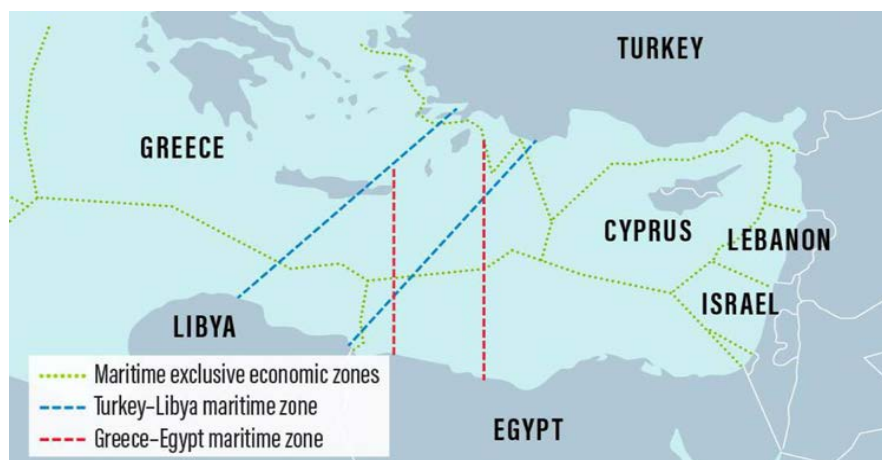 TURKEY
GREECE
CYPRUS
LEBANON
ISRAEL
LIBYA
EGYPT
Maritime exclusive economic zones
Turkey–Libya maritime zone
Greece–Egypt maritime zone